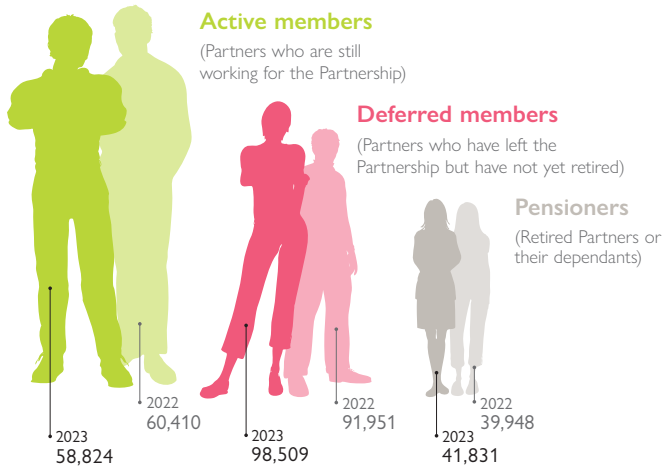 Active members
(Partners who are still
working for the Partnership)
Deferred members
(Partners who have left the
Partnership but have not yet retired)
Pensioners
(Retired Partners or
their dependants)
2022
60,410
2023
58,824
2022
91,951
2023
98,509
2022
39,948
2023
41,831